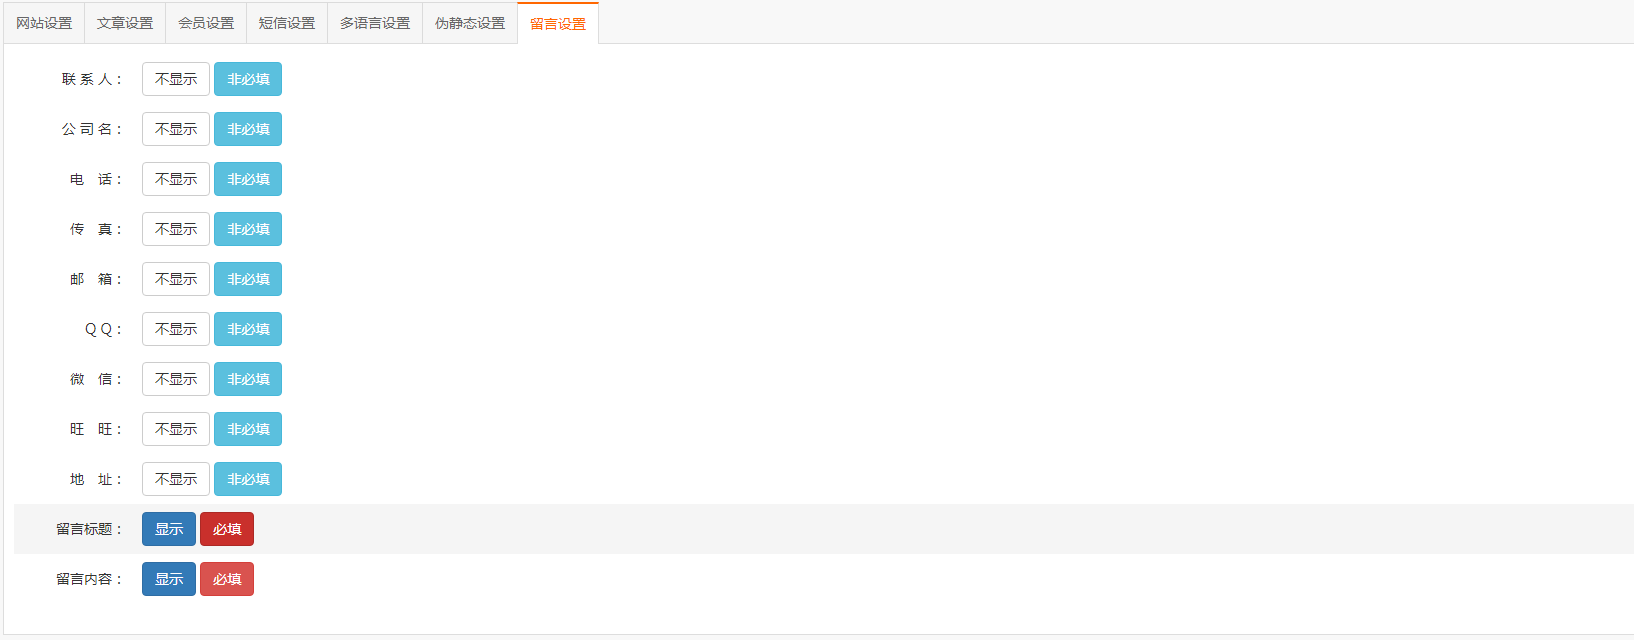 网站设置 文章设置 会员设置 短信设置 多语言设置 伪静态设置 留言设置
联 系 人： 不显示 非必填
公 司 名： 不显示 非必填
电 话： 不显示 非必填
传 真： 不显示 非必填
邮 箱： 不显示 非必填
Q Q： 不显示 非必填
微 信： 不显示 非必填
旺 旺： 不显示 非必填
地 址： 不显示 非必填
留言标题： 显示 必填
留言内容： 显示 必填